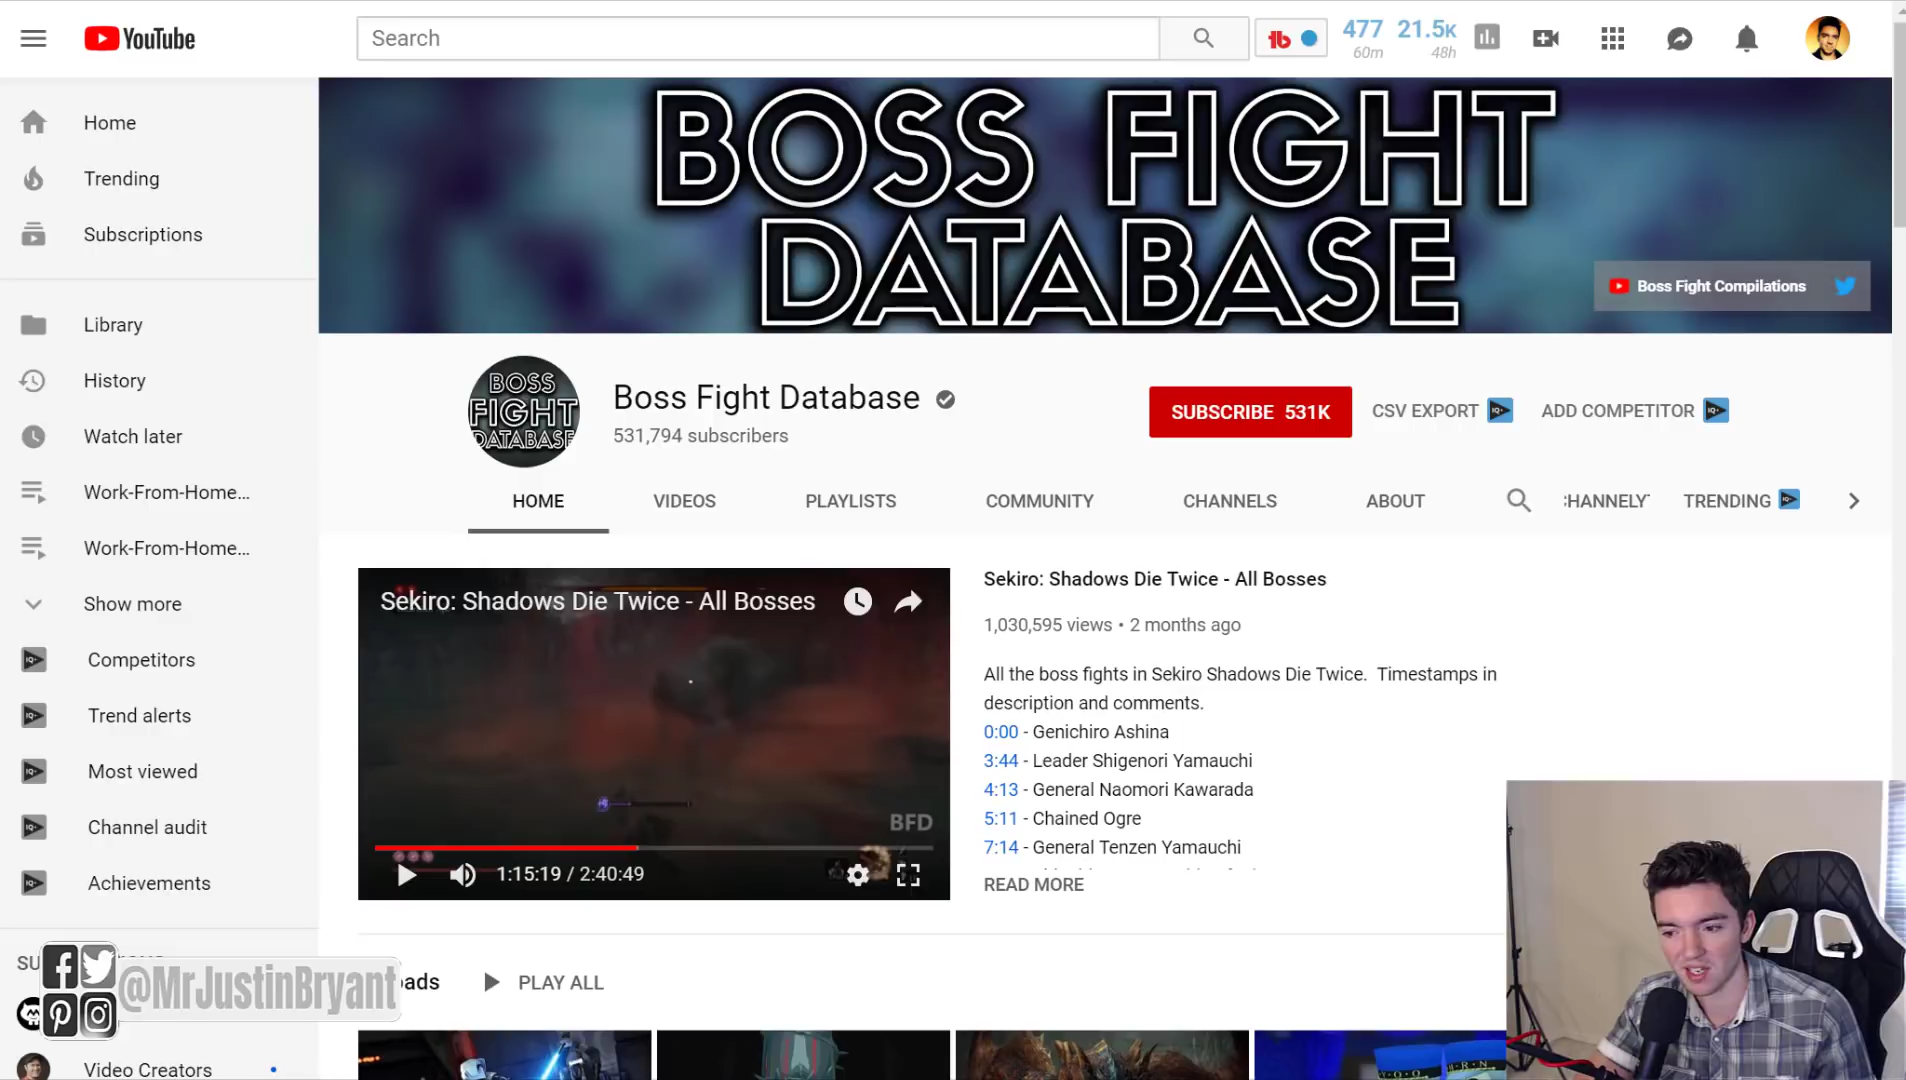 YouTube
Search
477 21.5K
60m 48h
Home
Trending
Subscriptions
Library
History
Watch later
Work-From-Home...
Work-From-Home...
Show more
Competitors
Trend alerts
Most viewed
Channel audit
Achievements
SU
@MrJustinBryant
Video Creators
BOSS FIGHT
DATABASE
Boss Fight Compilations
BOSS
FIGHT
DATABASE
Boss Fight Database
531,794 subscribers
SUBSCRIBE 531K
CSV EXPORT
ADD COMPETITOR
HOME VIDEOS PLAYLISTS COMMUNITY CHANNELS ABOUT HANNELY TRENDING
Sekiro: Shadows Die Twice - All Bosses
BFD
1:15:19 / 2:40:49
Sekiro: Shadows Die Twice - All Bosses
1,030,595 views • 2 months ago
All the boss fights in Sekiro Shadows Die Twice. Timestamps in
description and comments.
0:00 - Genichiro Ashina
3:44 - Leader Shigenori Yamauchi
4:13 - General Naomori Kawarada
5:11 - Chained Ogre
7:14 - General Tenzen Yamauchi
READ MORE
oads
PLAY ALL